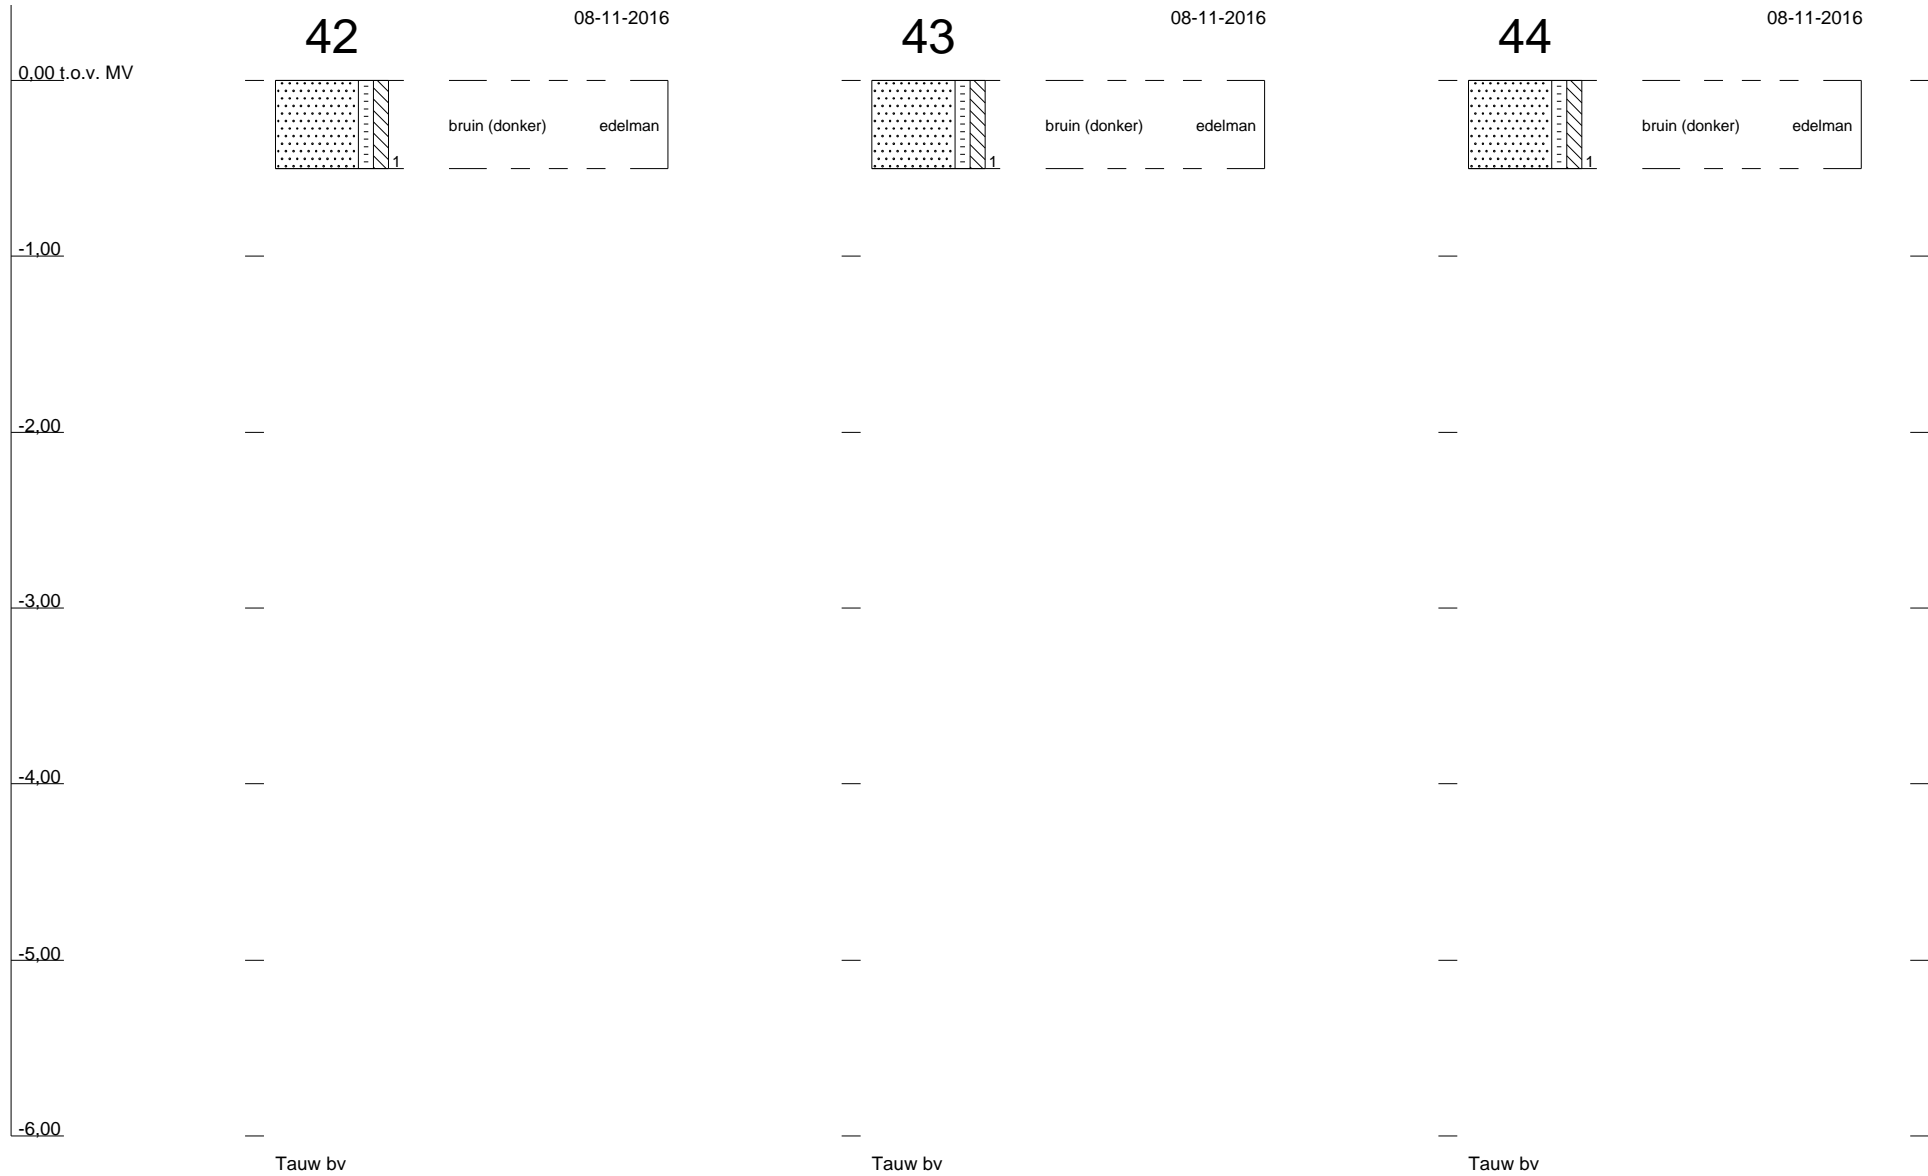 42 08-11-2016 43 08-11-2016 44 08-11-2016
0,00 t.o.v. MV
bruin (donker) edelman bruin (donker) edelman bruin (donker) edelman
1 1 1
-1,00
-2,00
-3,00
-4,00
-5,00
-6,00
Tauw bv Tauw bv Tauw bv